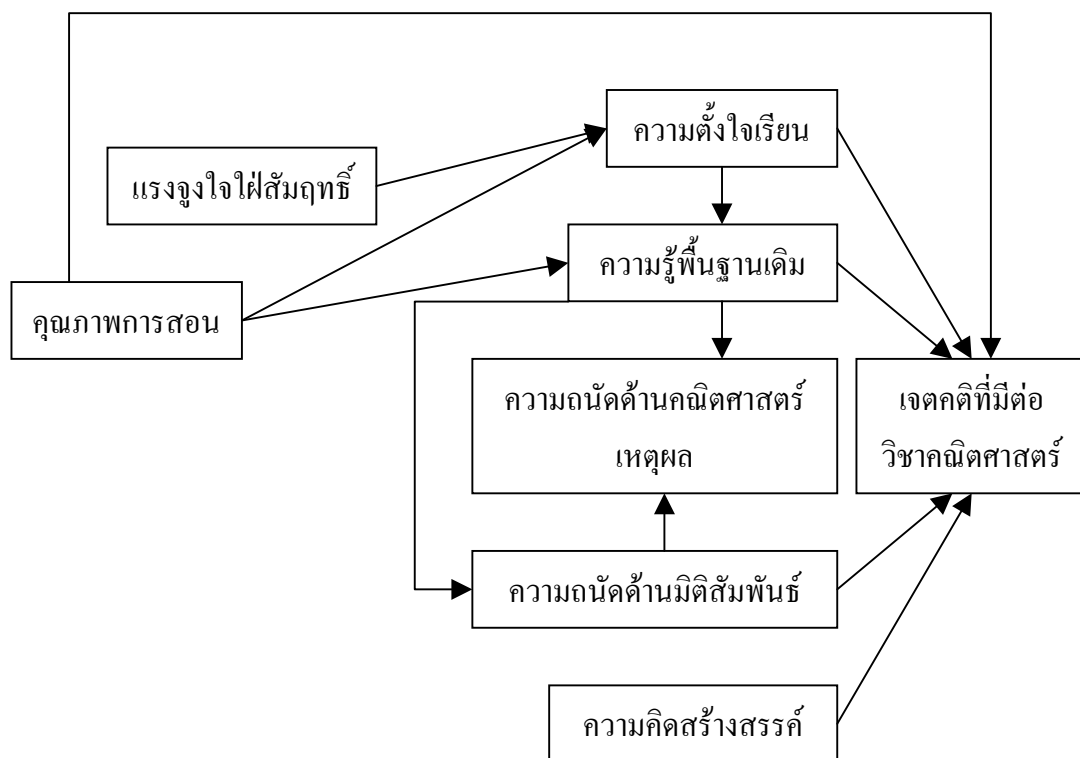 ความตั้งใจเรียน
แรงจูงใจใฝ่สัมฤทธิ์
ความรู้พื้นฐานเดิม
คุณภาพการสอน
ความถนัดด้านคณิตศาสตร์
เหตุผล
เจตคติที่มีต่อ
วิชาคณิตศาสตร์
ความถนัดด้านมิติสัมพันธ์
ความคิดสร้างสรรค์